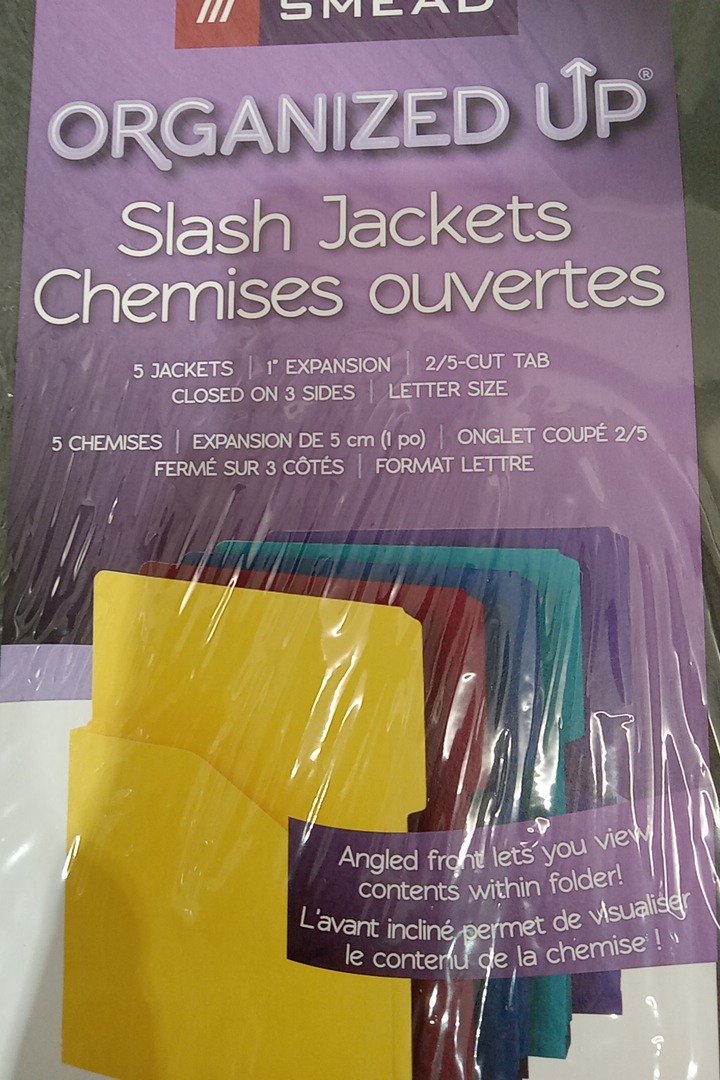 SMEAD
ORGANIZED UP®
Slash Jackets
Chemises ouvertes
5 JACKETS | 1" EXPANSION | 2/5-CUT TAB
CLOSED ON 3 SIDES | LETTER SIZE
5 CHEMISES | EXPANSION DE 5 cm (1 po) | ONGLET COUPÉ 2/5
FERMÉ SUR 3 CÔTÉS | FORMAT LETTRE
Angled front lets you view
contents within folder!
L'avant incliné permet de visualiser
le contenu de la chemise !